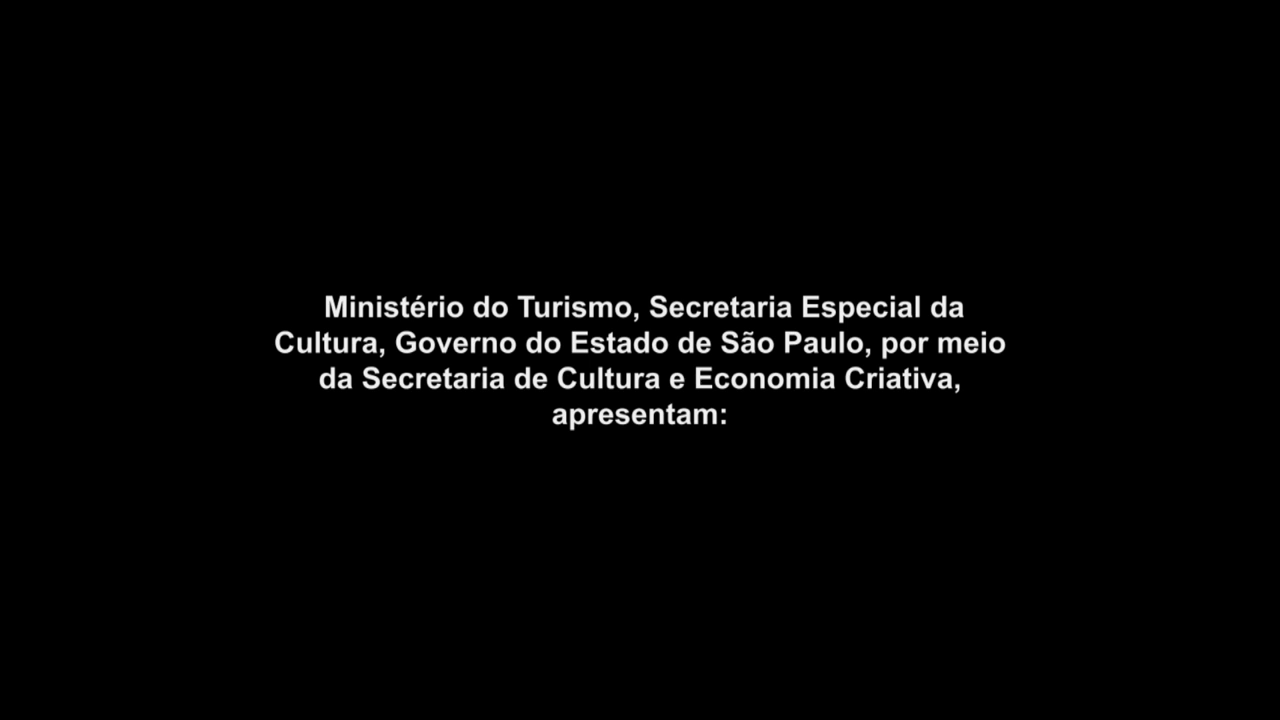 Ministério do Turismo, Secretaria Especial da
Cultura, Governo do Estado de São Paulo, por meio
da Secretaria de Cultura e Economia Criativa,
apresentam: